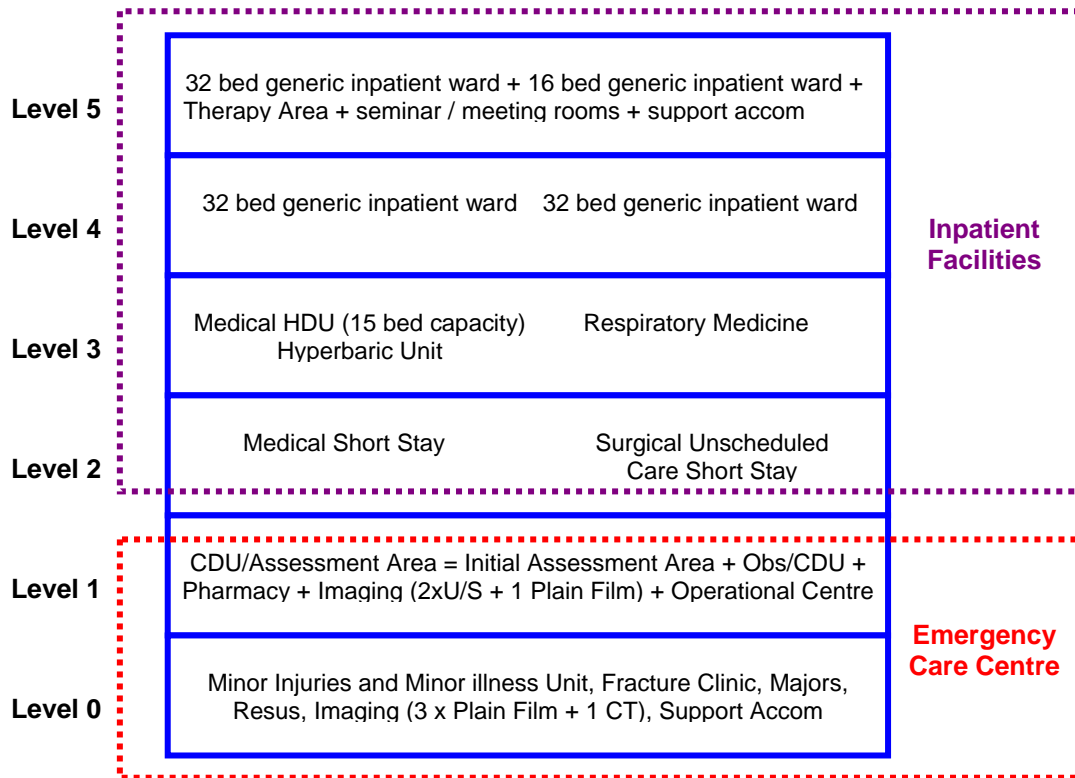 Level 5
32 bed generic inpatient ward + 16 bed generic inpatient ward +
Therapy Area + seminar / meeting rooms + support accom
Level 4
32 bed generic inpatient ward 32 bed generic inpatient ward
Inpatient
Facilities
Level 3
Medical HDU (15 bed capacity)
Hyperbaric Unit
Respiratory Medicine
Level 2
Medical Short Stay
Surgical Unscheduled
Care Short Stay
Level 1
CDU/Assessment Area = Initial Assessment Area + Obs/CDU +
Pharmacy + Imaging (2xU/S + 1 Plain Film) + Operational Centre
Emergency
Care Centre
Level 0
Minor Injuries and Minor illness Unit, Fracture Clinic, Majors,
Resus, Imaging (3 x Plain Film + 1 CT), Support Accom